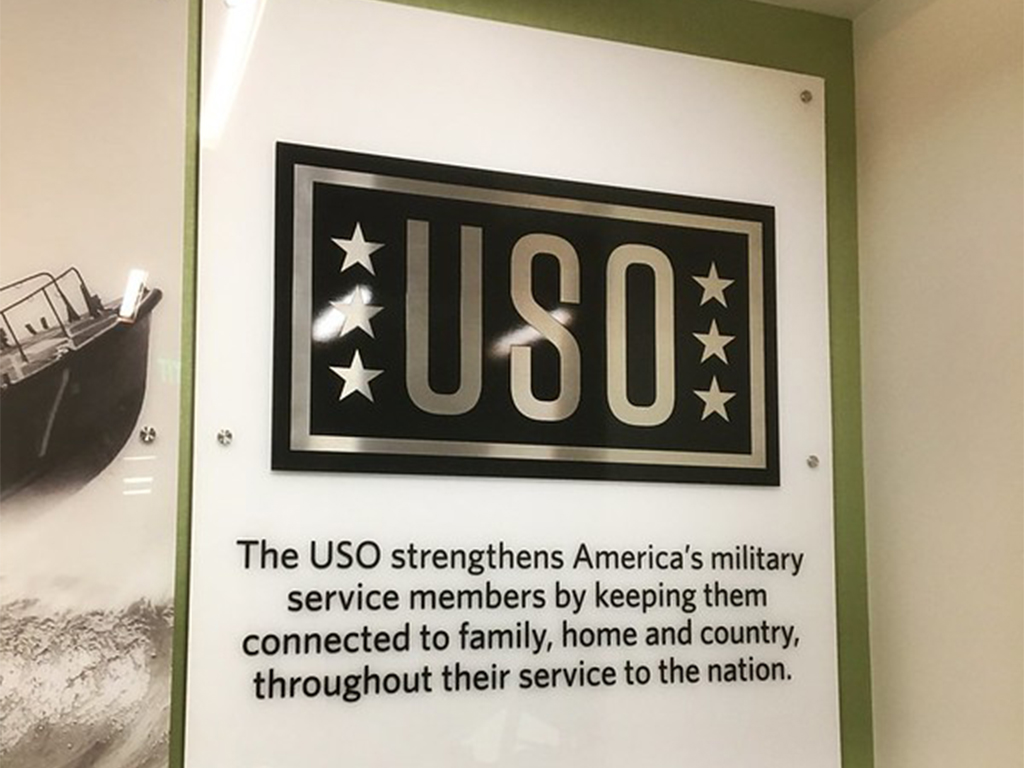 USO
The USO strengthens America's military
service members by keeping them
connected to family, home and country,
throughout their service to the nation.